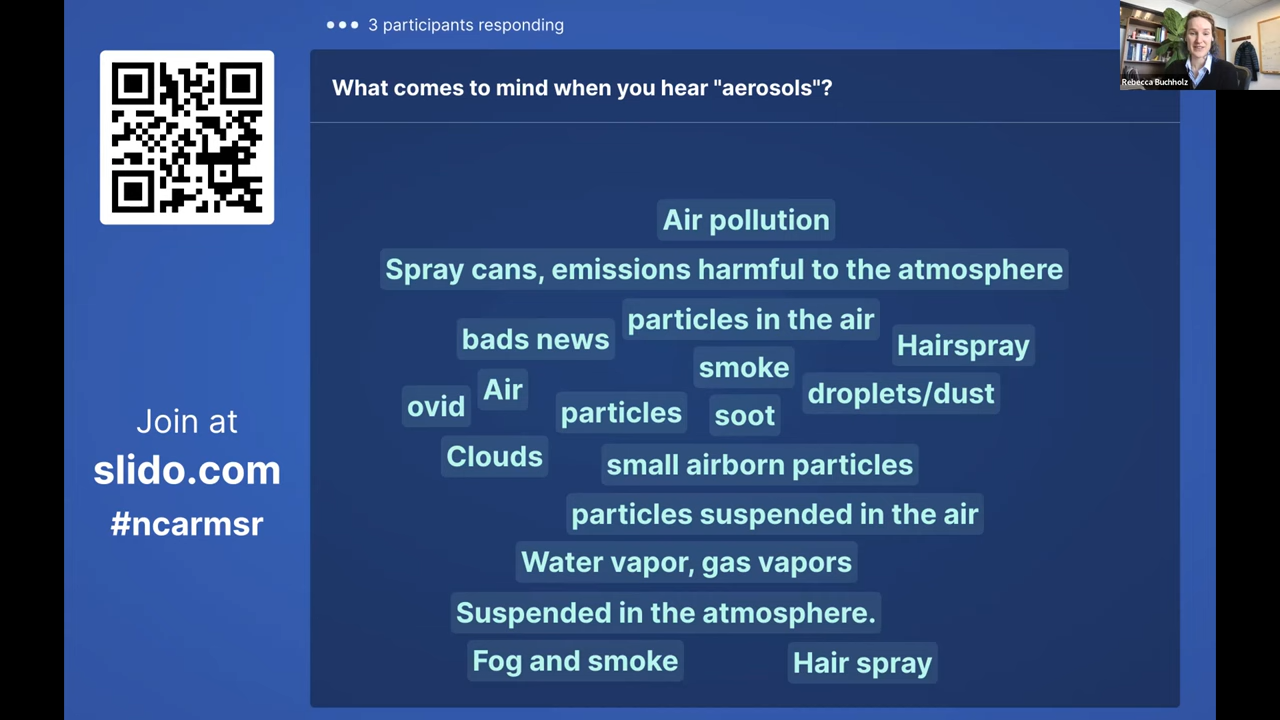 3 participants responding
Rebecca Buchholz
What comes to mind when you hear "aerosols"?
Air pollution
Spray cans, emissions harmful to the atmosphere
particles in the air
bads news
Hairspray
smoke
Air
droplets/dust
ovid
particles
soot
Clouds
small airborn particles
particles suspended in the air
Water vapor, gas vapors
Suspended in the atmosphere.
Fog and smoke
Hair spray
Join at
slido.com
#ncarmsr